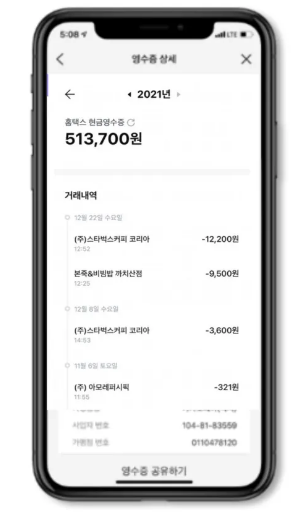 5:08
LTE
영수증 상세
2021년
홈택스 현금영수증
513,700원
거래내역
12월 22일 수요일
(주)스타벅스커피 코리아 -12,200원
12:52
본죽&비빔밥 까치산점 -9,500원
12:25
12월 8일 수요일
(주)스타벅스커피 코리아 -3,600원
14:53
11월 6일 토요일
(주) 아모레퍼시픽 -321원
11:55
사업자 번호 104-81-83559
가맹점 번호 0110478120
영수증 공유하기